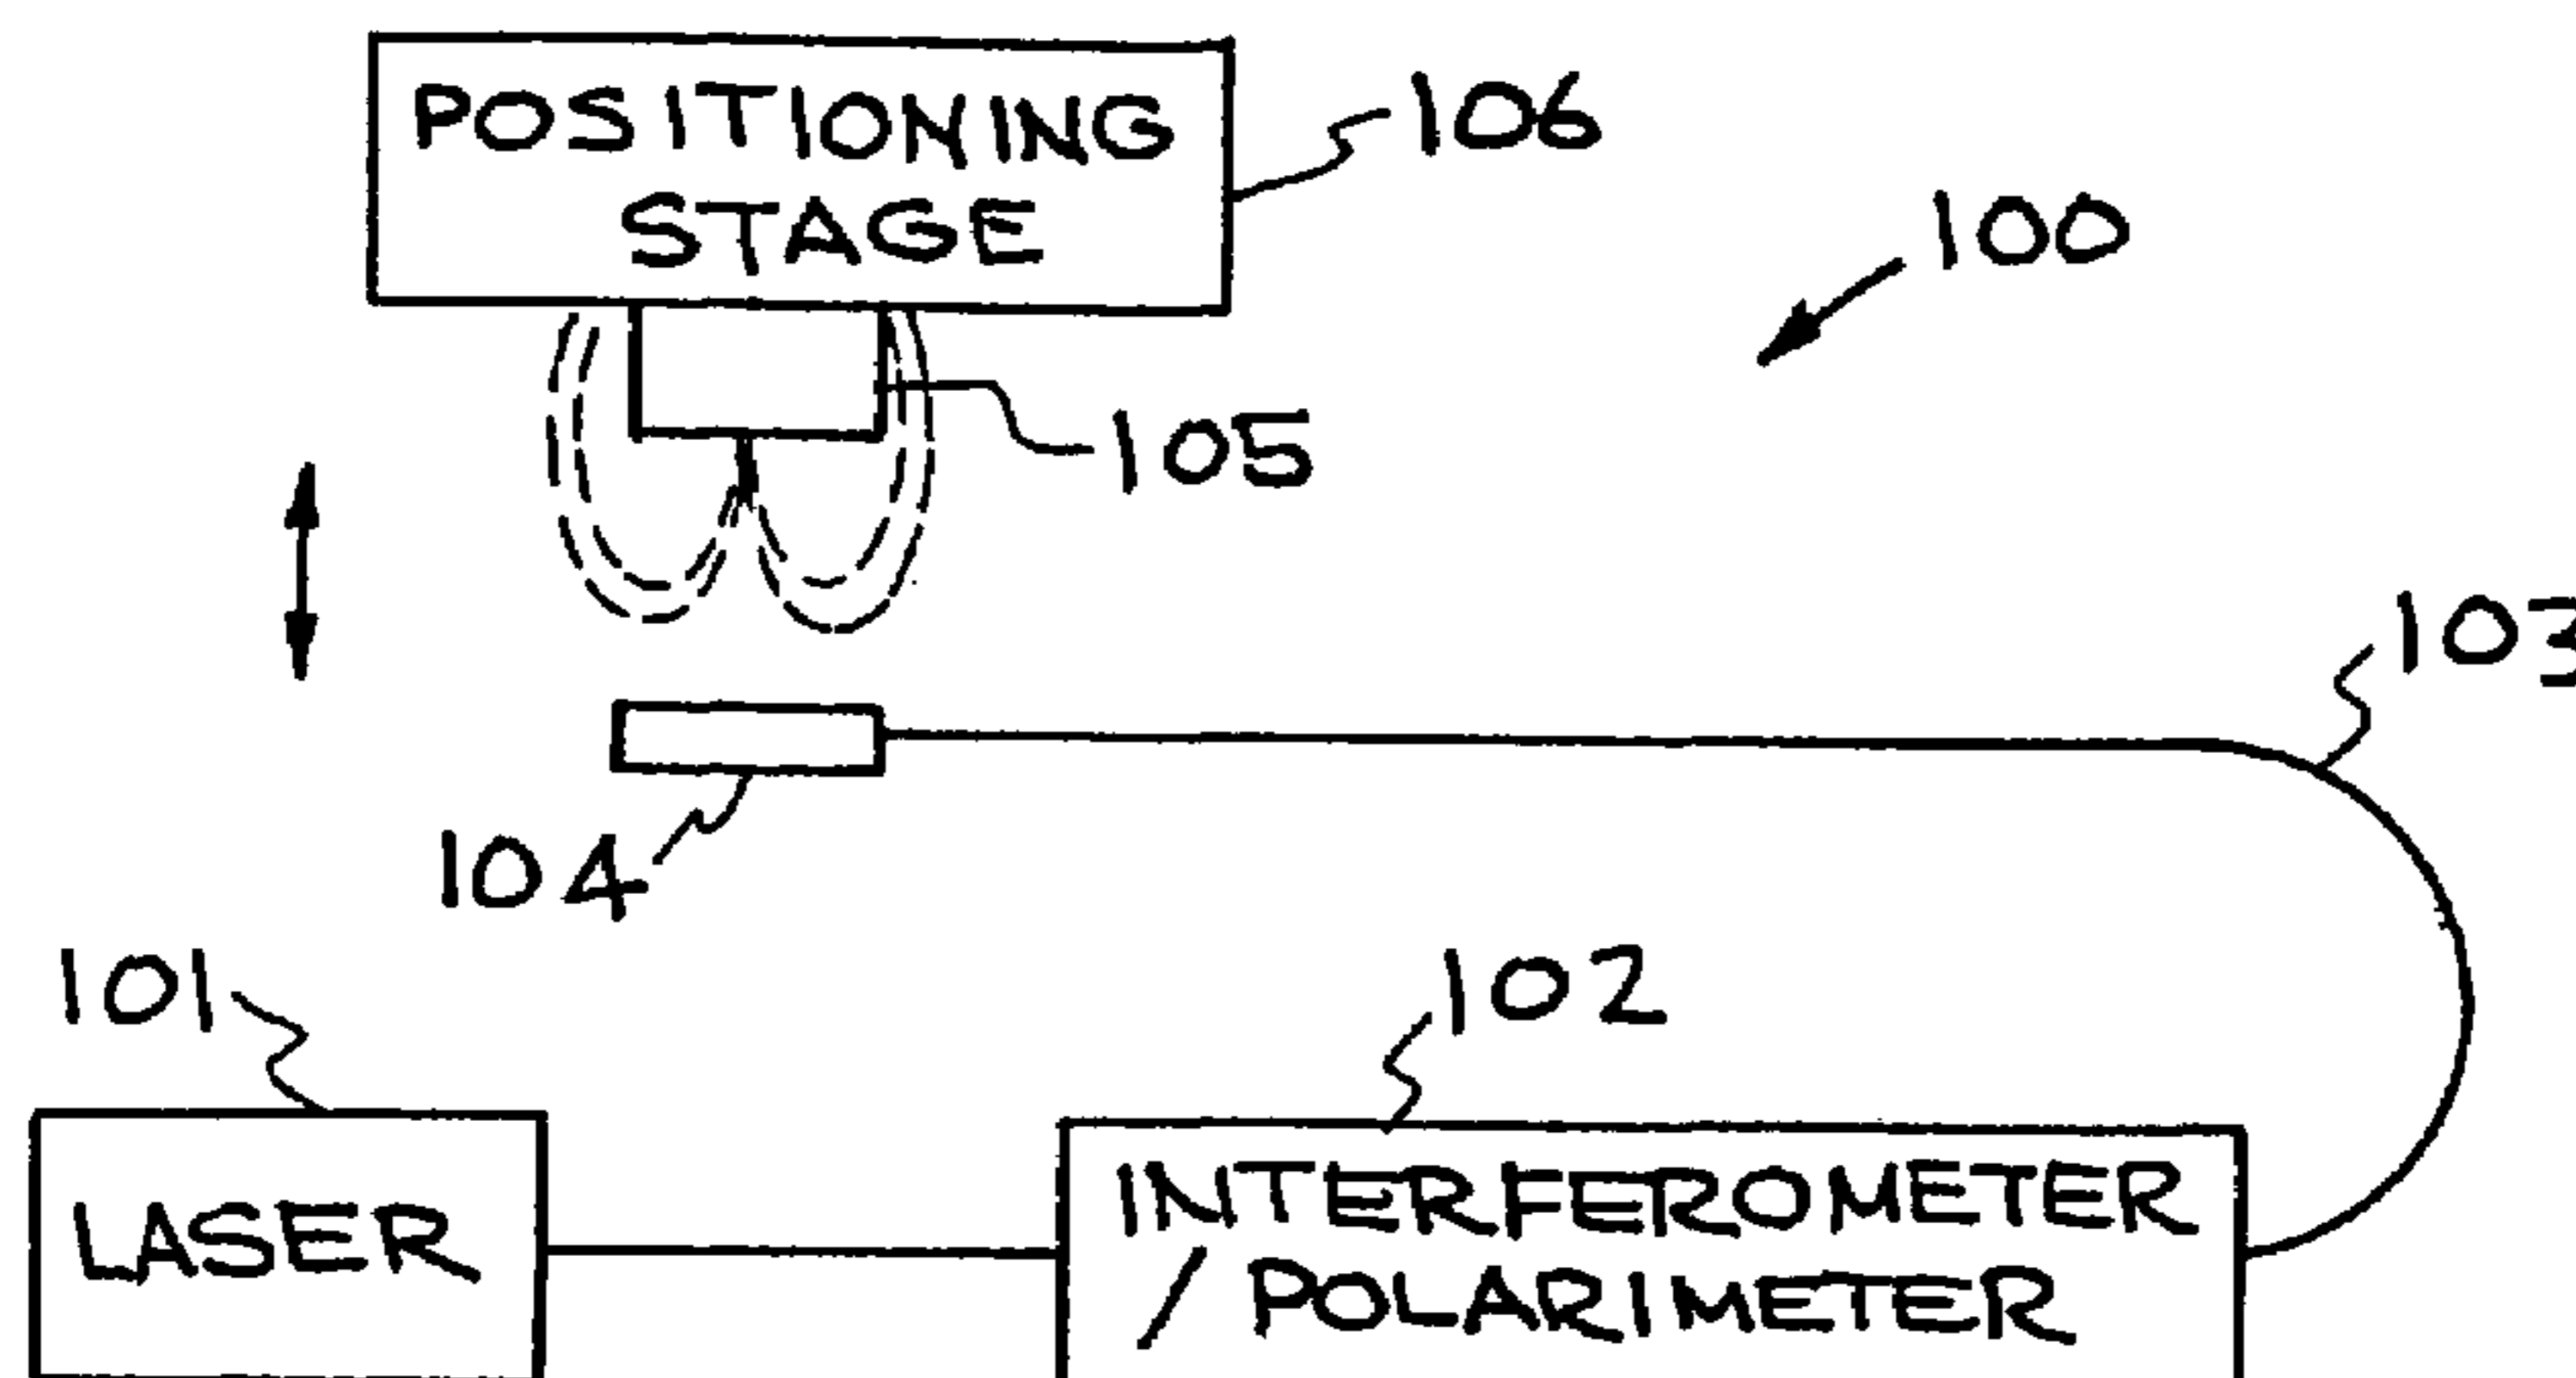 POSITIONING
STAGE
106
100
105
103
104
101
102
LASER
INTERFEROMETER
/ POLARIMETER